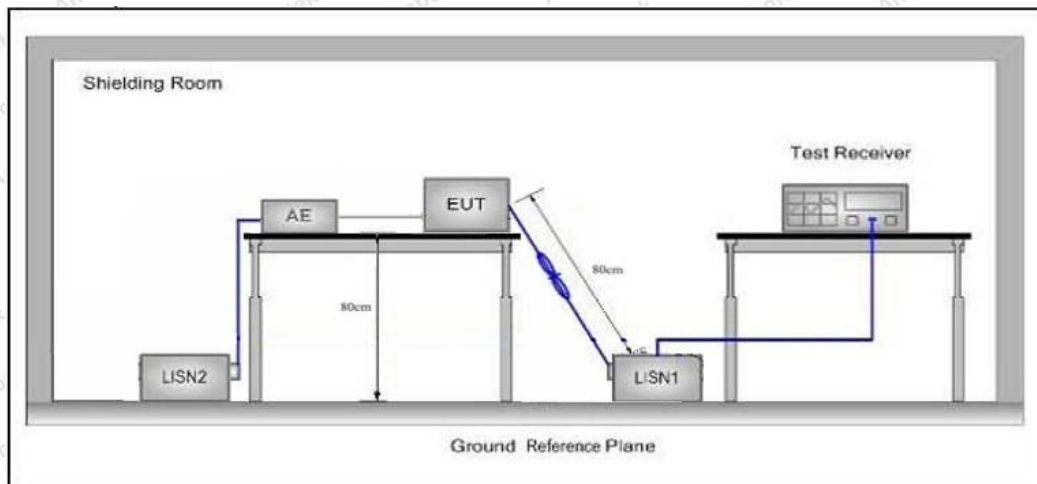 Shielding Room
Test Receiver
AE
EUT
80cm
80cm
LISN2
LISN1
Ground Reference Plane